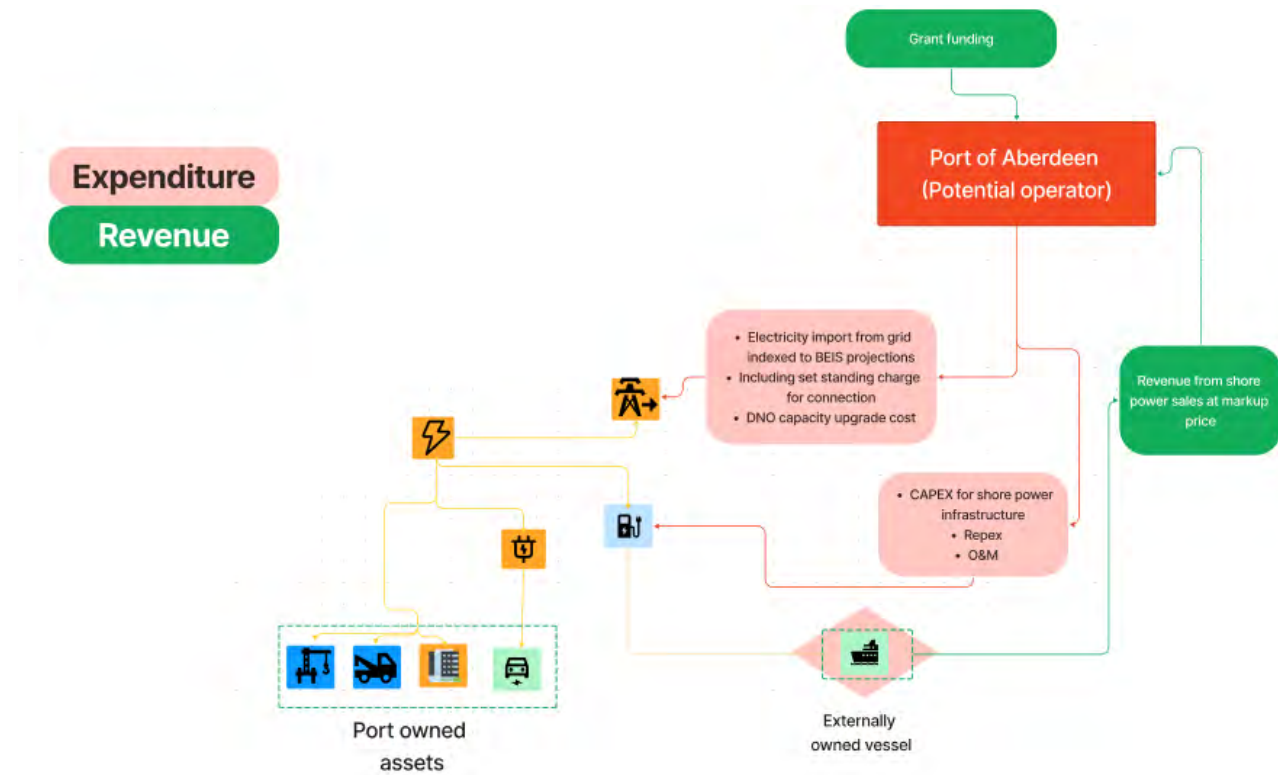 Grant funding
Port of Aberdeen
(Potential operator)
Expenditure
Revenue
• Electricity import from grid
indexed to BEIS projections
• Including set standing charge
for connection
• DNO capacity upgrade cost
Revenue from shore
power sales at markup
price
• CAPEX for shore power
infrastructure
• Repex
• O&M
Port owned
assets
Externally
owned vessel